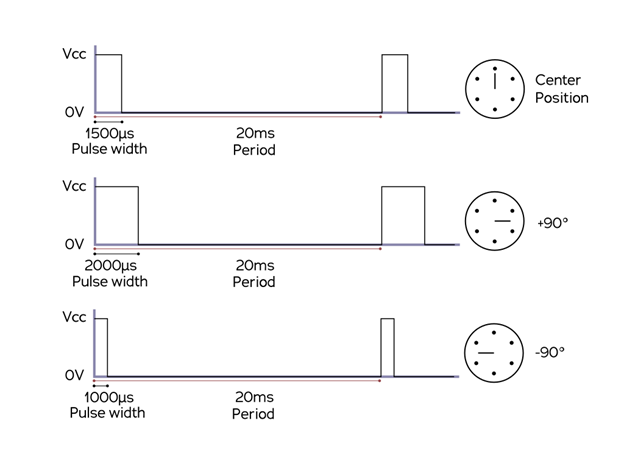 Vcc
0V
1500µs
Pulse width
20ms
Period
Center
Position
Vcc
0V
2000µs
Pulse width
20ms
Period
+90°
Vcc
0V
1000µs
Pulse width
20ms
Period
-90°